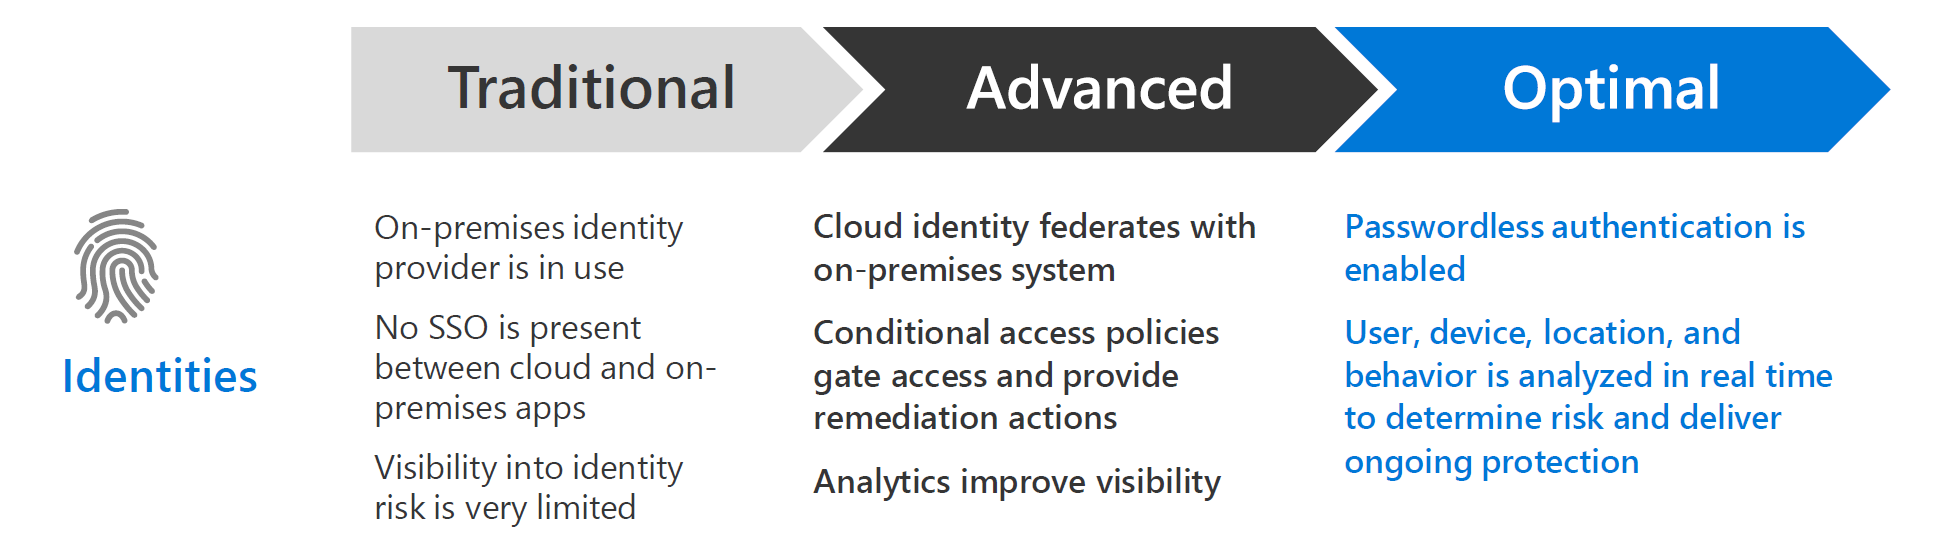 Traditional
Advanced
Optimal
Identities
On-premises identity
provider is in use
No SSO is present
between cloud and on-
premises apps
Visibility into identity
risk is very limited
Cloud identity federates with
on-premises system
Conditional access policies
gate access and provide
remediation actions
Analytics improve visibility
Passwordless authentication is
enabled
User, device, location, and
behavior is analyzed in real time
to determine risk and deliver
ongoing protection